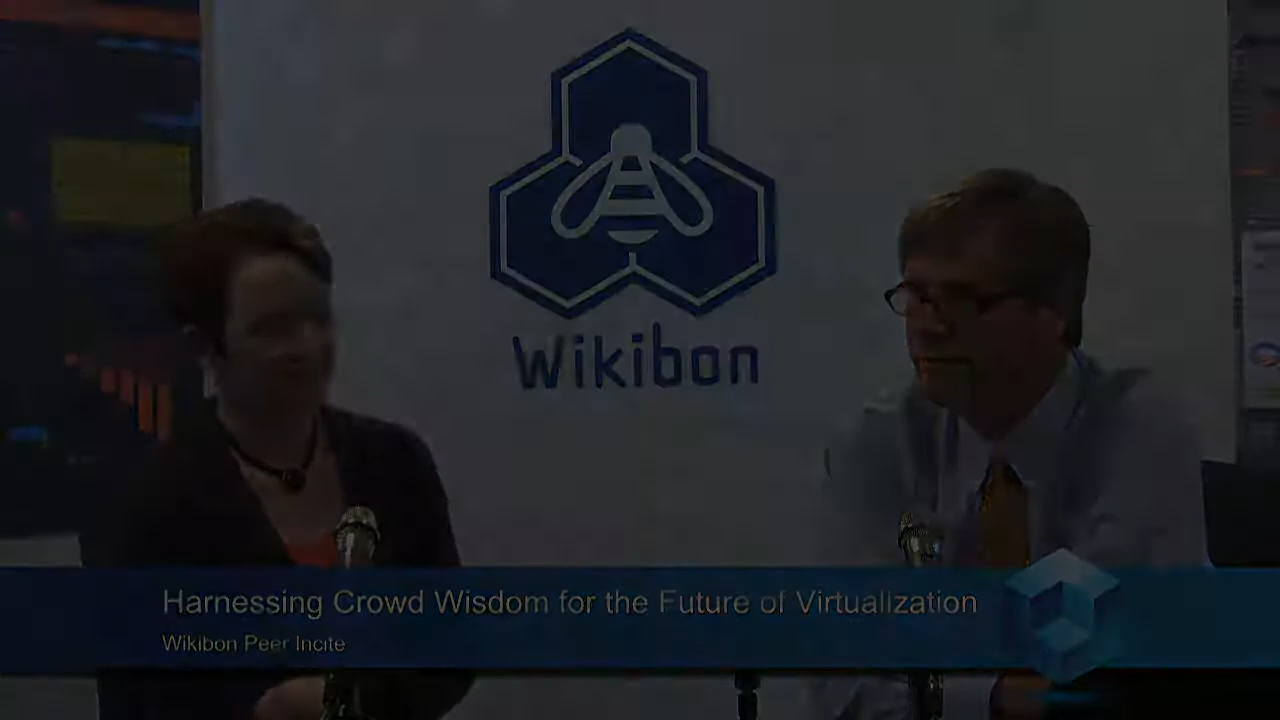 Wikibon
Harnessing Crowd Wisdom for the Future of Virtualization
Wikibon Peer Incite